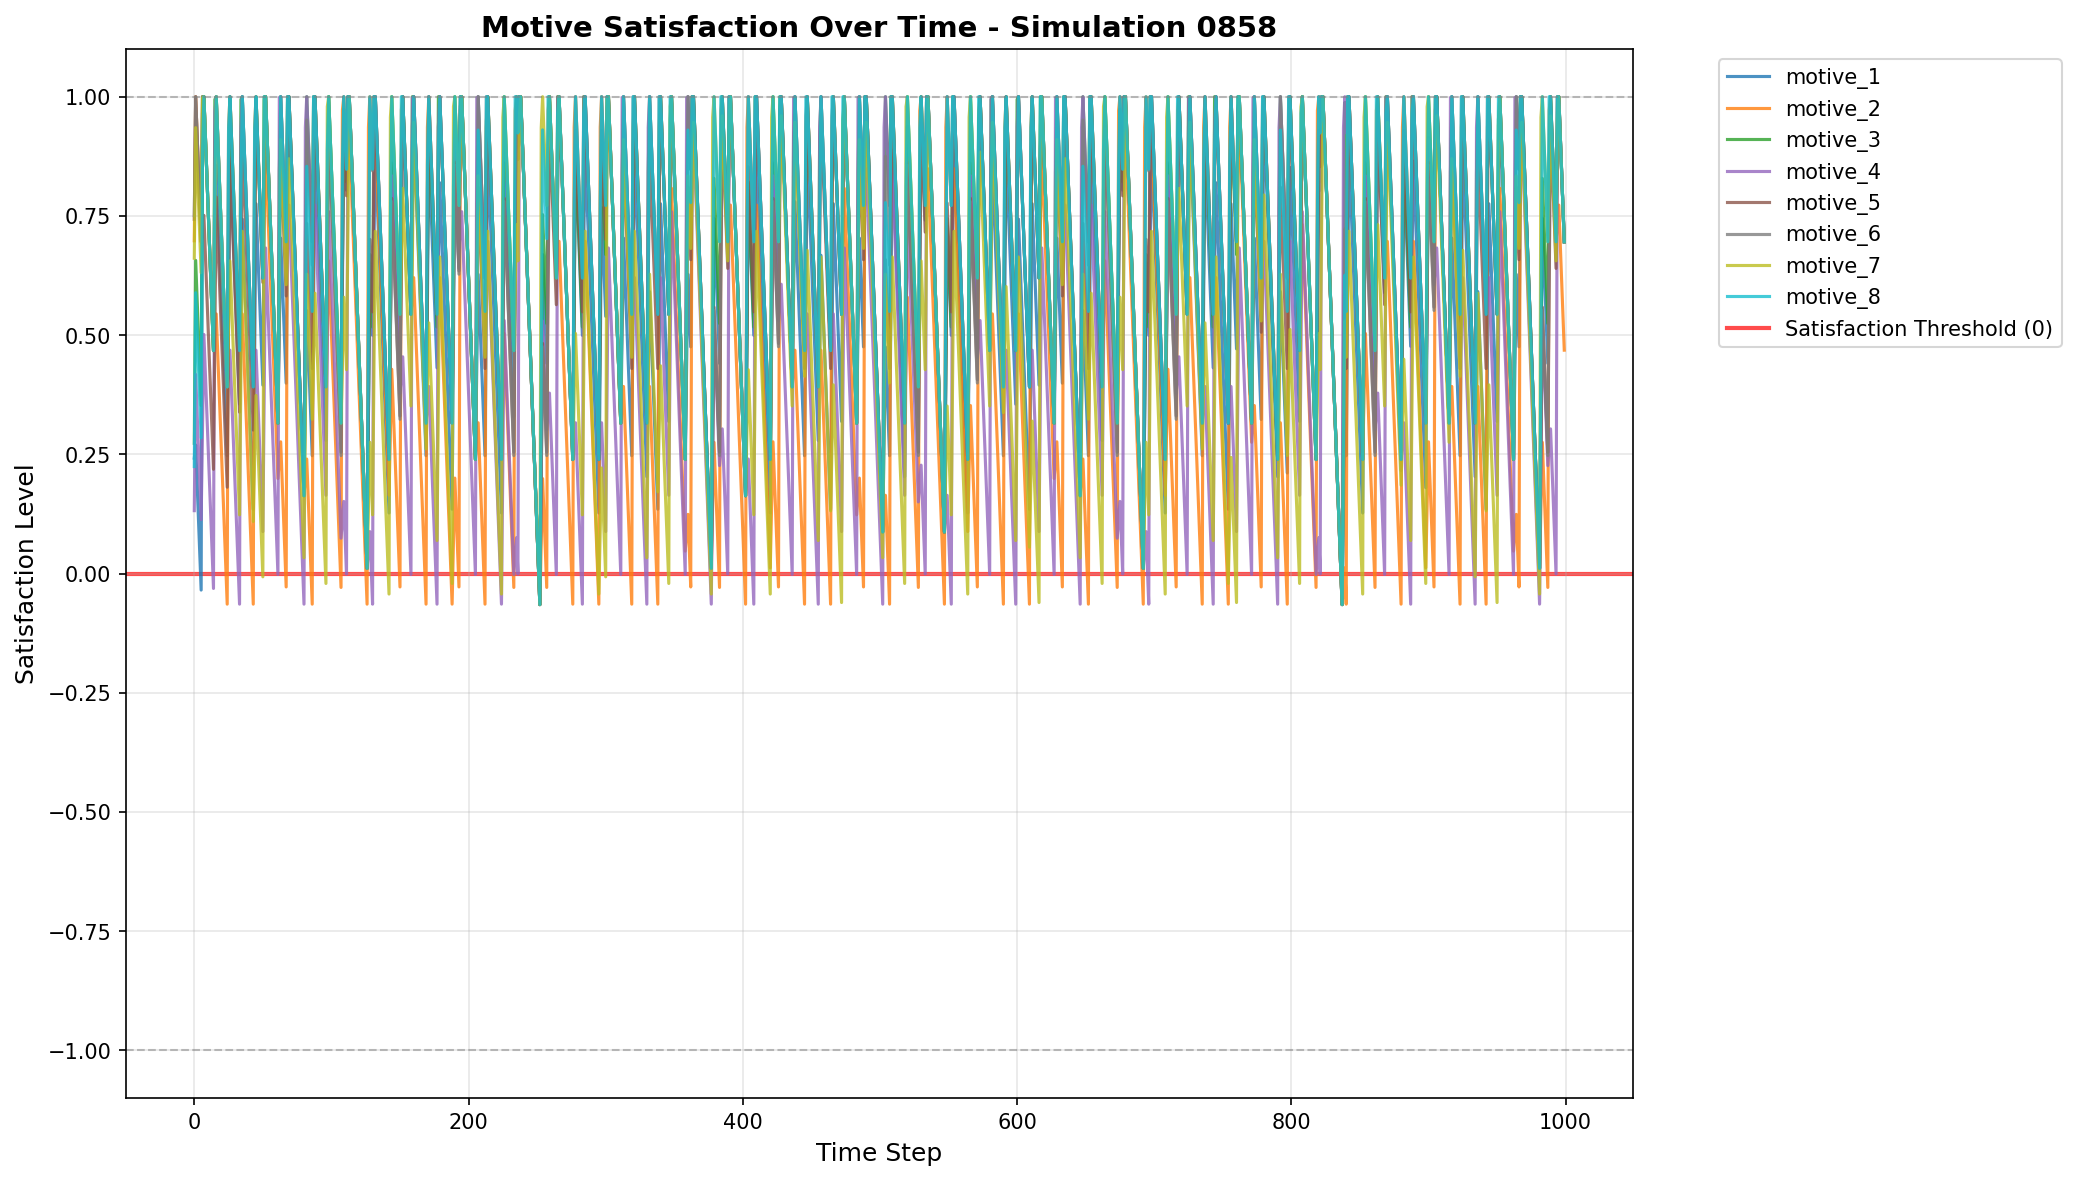 Motive Satisfaction Over Time - Simulation 0858
motive_1
motive_2
motive_3
motive_4
motive_5
motive_6
motive_7
motive_8
Satisfaction Threshold (0)
Satisfaction Level
1.00
0.75
0.50
0.25
0.00
−0.25
−0.50
−0.75
−1.00
0 200 400 600 800 1000
Time Step